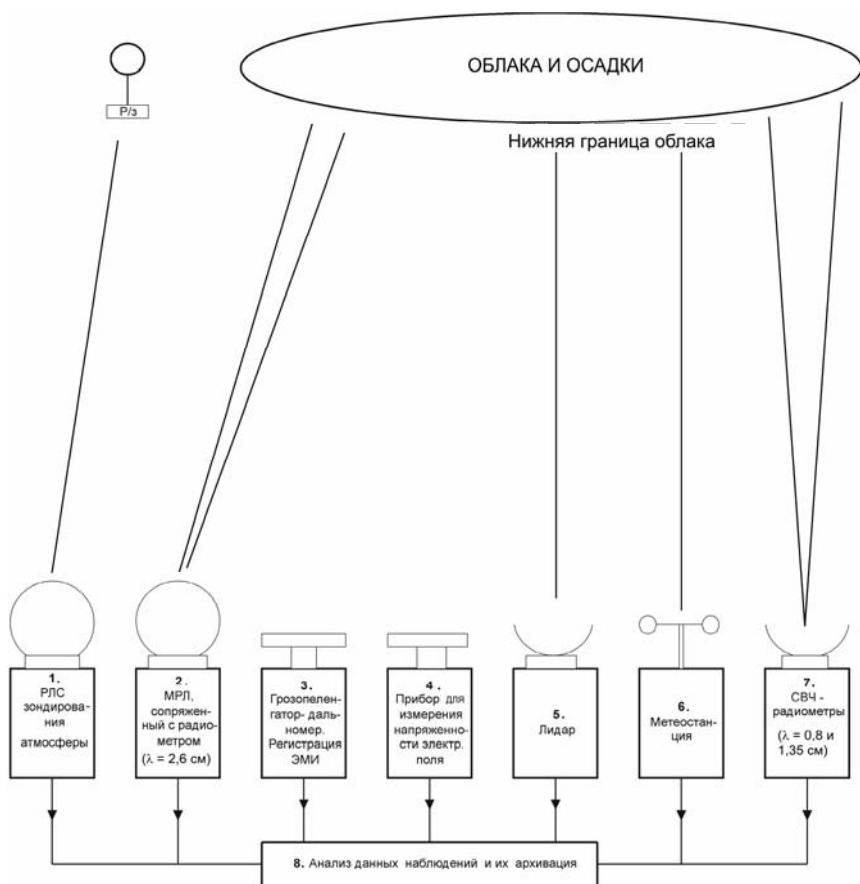 ОБЛАКА И ОСАДКИ
Р/з
Нижняя граница облака
1.
РЛС
зондирова-
ния
атмосферы
2.
МРЛ,
сопряжен-
ный с радио-
метром
(λ = 2,6 см)
3.
Грозопелен-
гатор- даль-
номер.
Регистрация
ЭМИ
4.
Прибор для
измерения
напряженно-
сти электр.
поля
5.
Лидар
6.
Метеостан-
ция
7.
СВЧ -
радиометры
(λ = 0,8 и
1,35 см)
8. Анализ данных наблюдений и их архивация